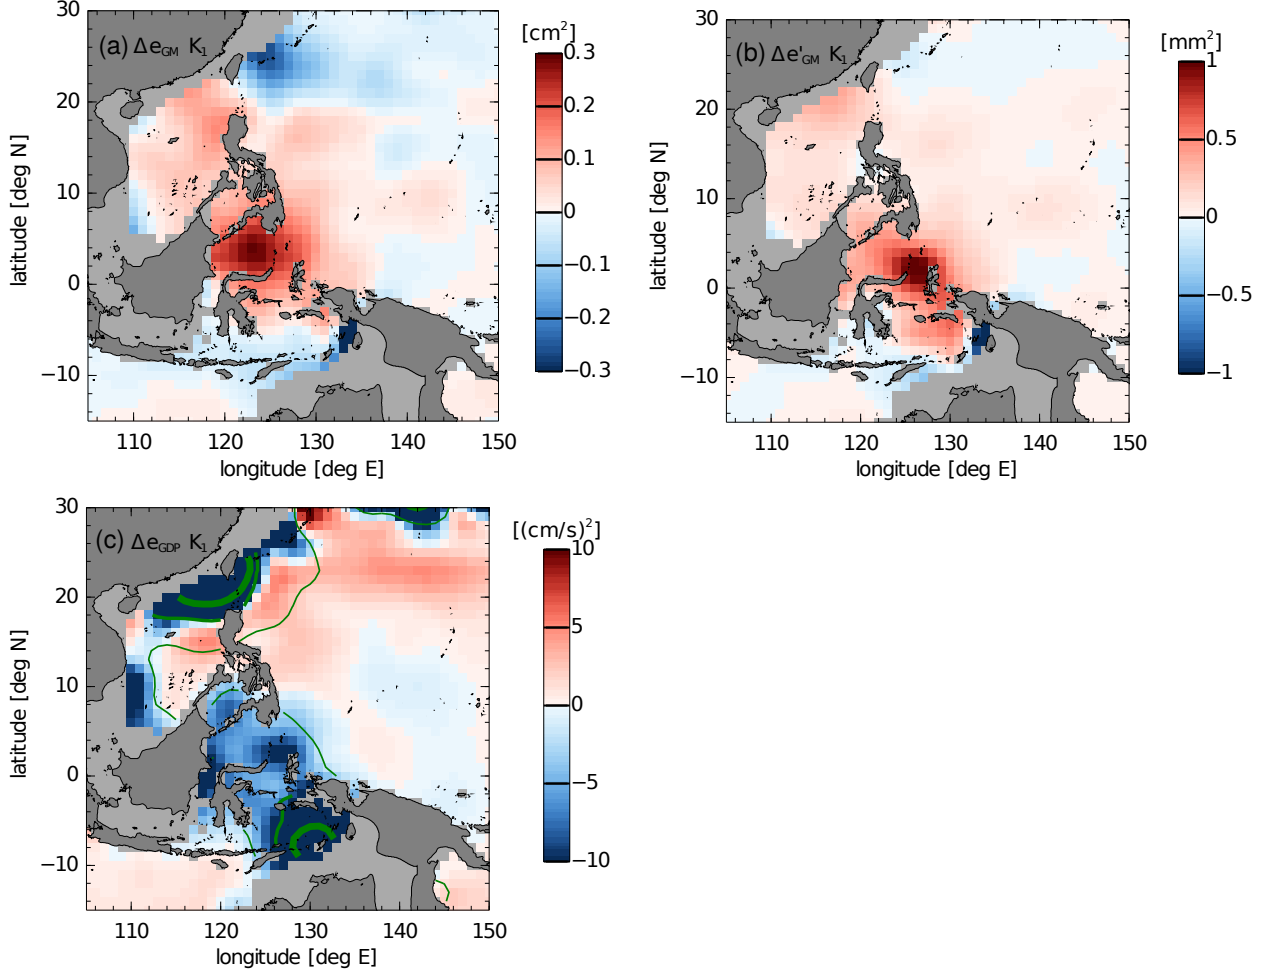 (a) Δe_GM K₁
[cm²]
0.3
0.2
0.1
0
−0.1
−0.2
−0.3
30
20
10
0
−10
latitude [deg N]
110 120 130 140 150
longitude [deg E]
(b) Δe'_GM K₁
[mm²]
1
0.5
0
−0.5
−1
30
20
10
0
−10
latitude [deg N]
110 120 130 140 150
longitude [deg E]
(c) Δe_GDP K₁
[(cm/s)²]
10
5
0
−5
−10
30
20
10
0
−10
latitude [deg N]
110 120 130 140 150
longitude [deg E]